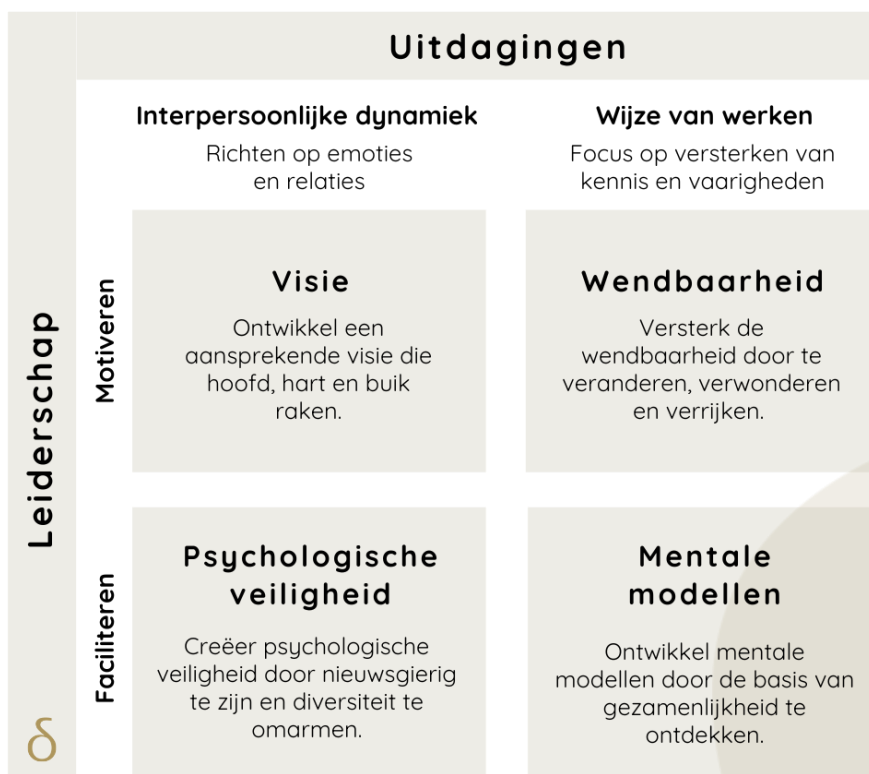 Uitdagingen
Interpersoonlijke dynamiek
Richten op emoties
en relaties
Wijze van werken
Focus op versterken van
kennis en vaarigheden
Leiderschap
Motiveren
Visie
Ontwikkel een
aansprekende visie die
hoofd, hart en buik
raken.
Wendbaarheid
Versterk de
wendbaarheid door te
veranderen, verwonderen
en verrijken.
Faciliteren
Psychologische
veiligheid
Creëer psychologische
veiligheid door nieuwsgierig
te zijn en diversiteit te
omarmen.
Mentale
modellen
Ontwikkel mentale
modellen door de basis van
gezamenlijkheid te
ontdekken.
δ